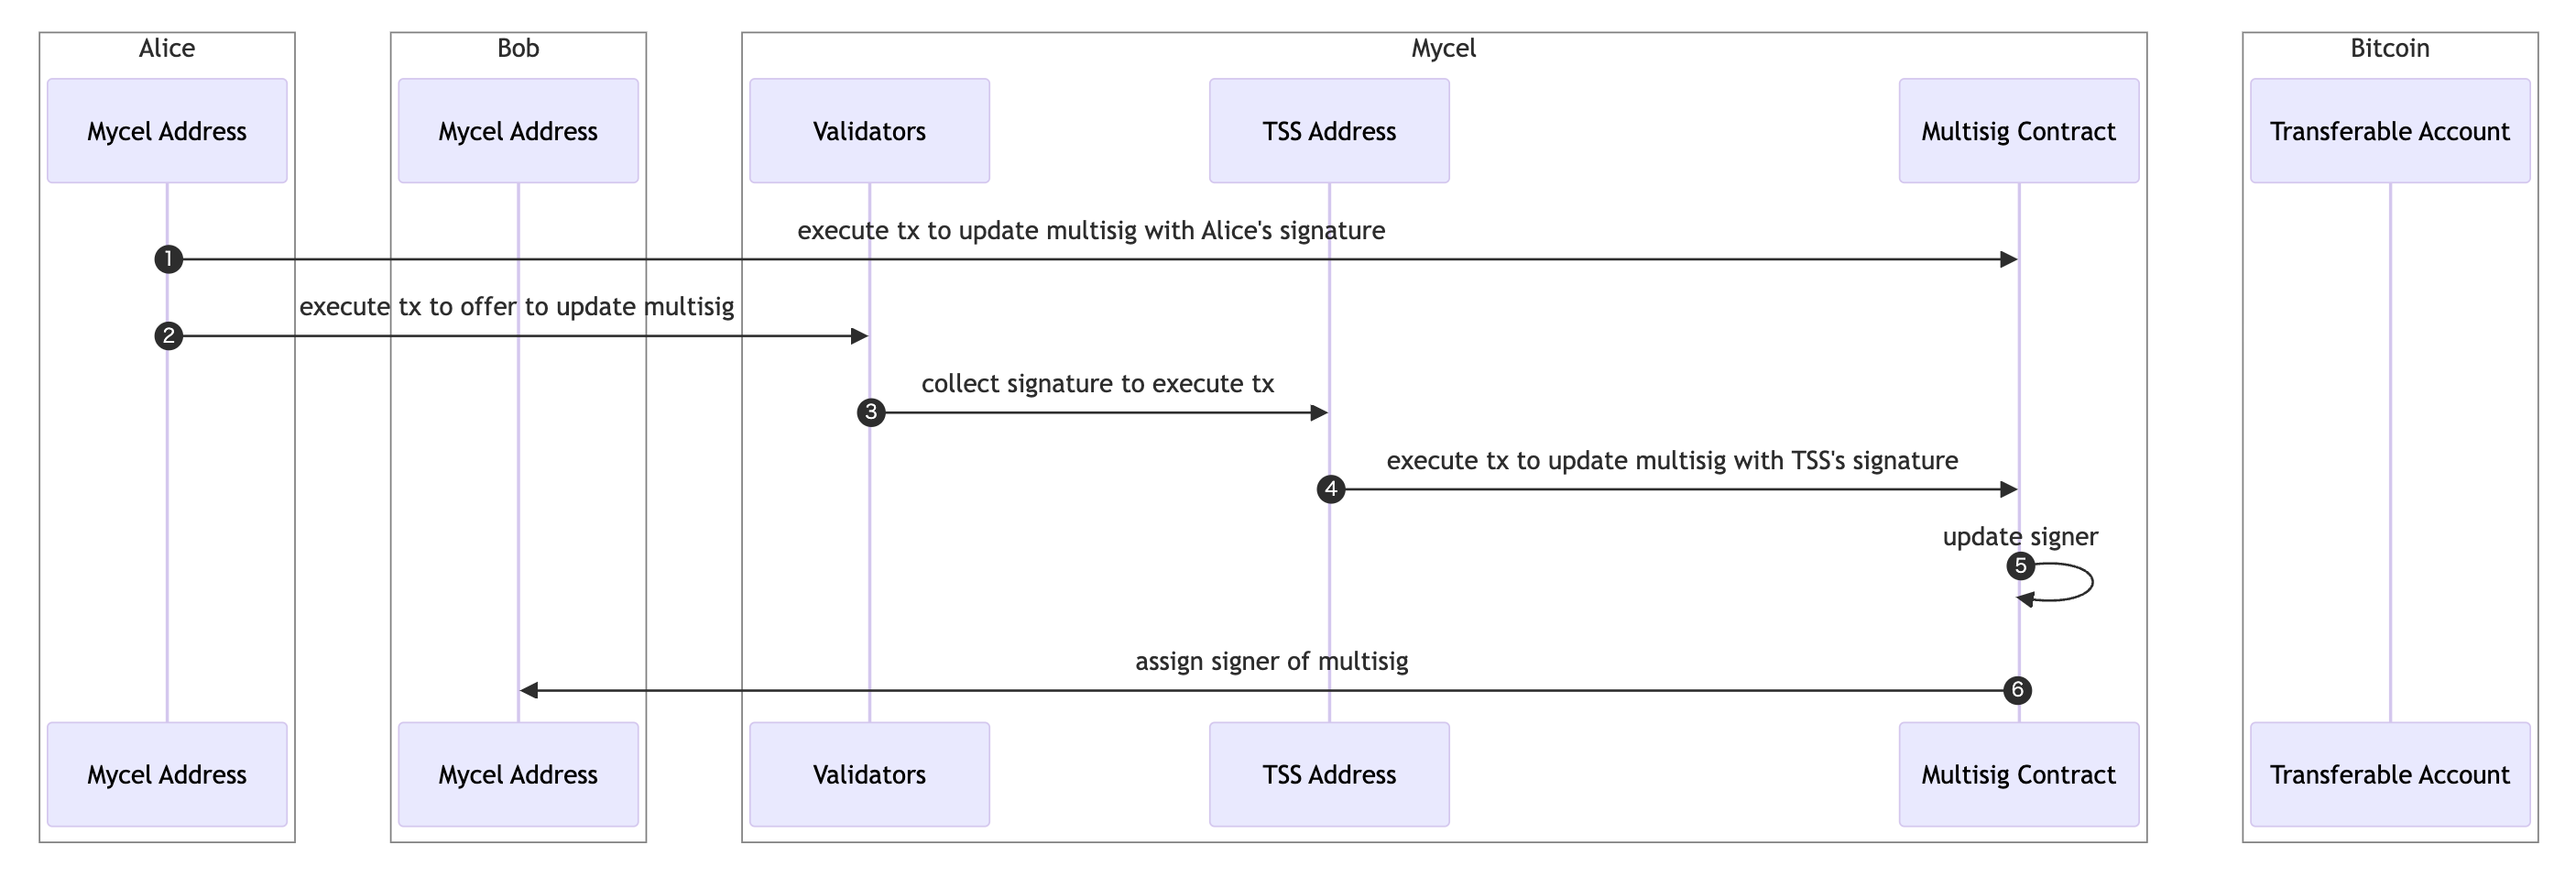 Alice
Bob
Mycel
Bitcoin
Mycel Address
Mycel Address
Validators
TSS Address
Multisig Contract
Transferable Account
execute tx to update multisig with Alice's signature
1
execute tx to offer to update multisig
2
collect signature to execute tx
3
execute tx to update multisig with TSS's signature
4
update signer
5
assign signer of multisig
6
Mycel Address
Mycel Address
Validators
TSS Address
Multisig Contract
Transferable Account